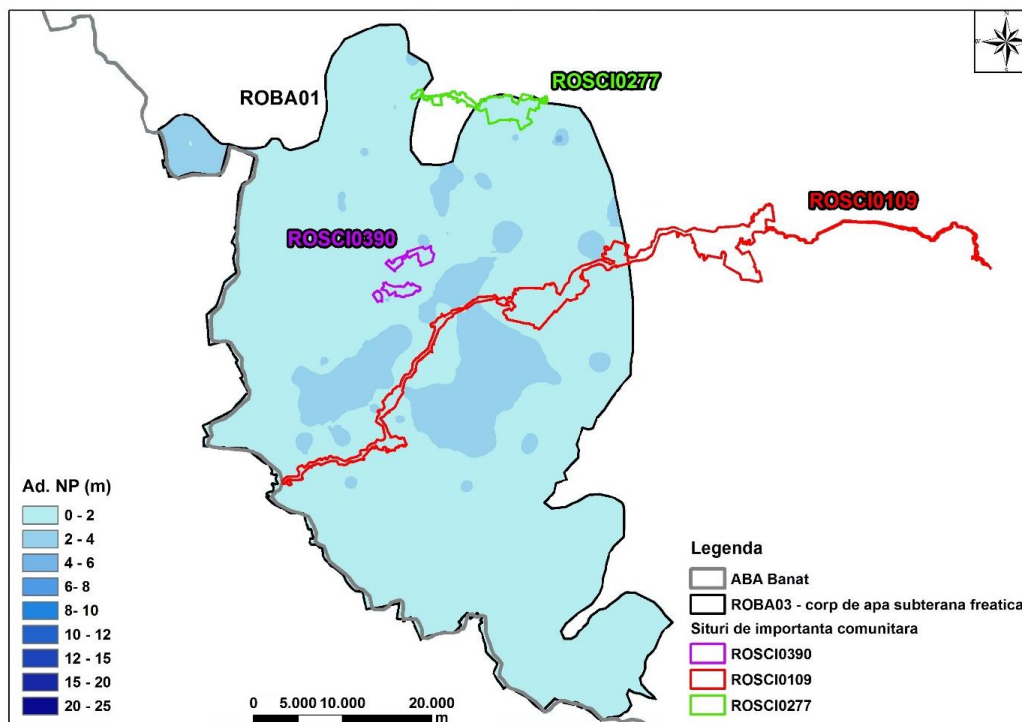 N
ROSCI0277
ROBA01
ROSCI0109
ROSCI0390
Ad. NP (m)
0 - 2
2 - 4
4 - 6
6- 8
8- 10
10 - 12
12 - 15
15 - 20
20 - 25
Legenda
ABA Banat
ROBA03 - corp de apa subterana freatica
Situri de importanta comunitara
ROSCI0390
ROSCI0109
ROSCI0277
0 5.000 10.000 20.000
m